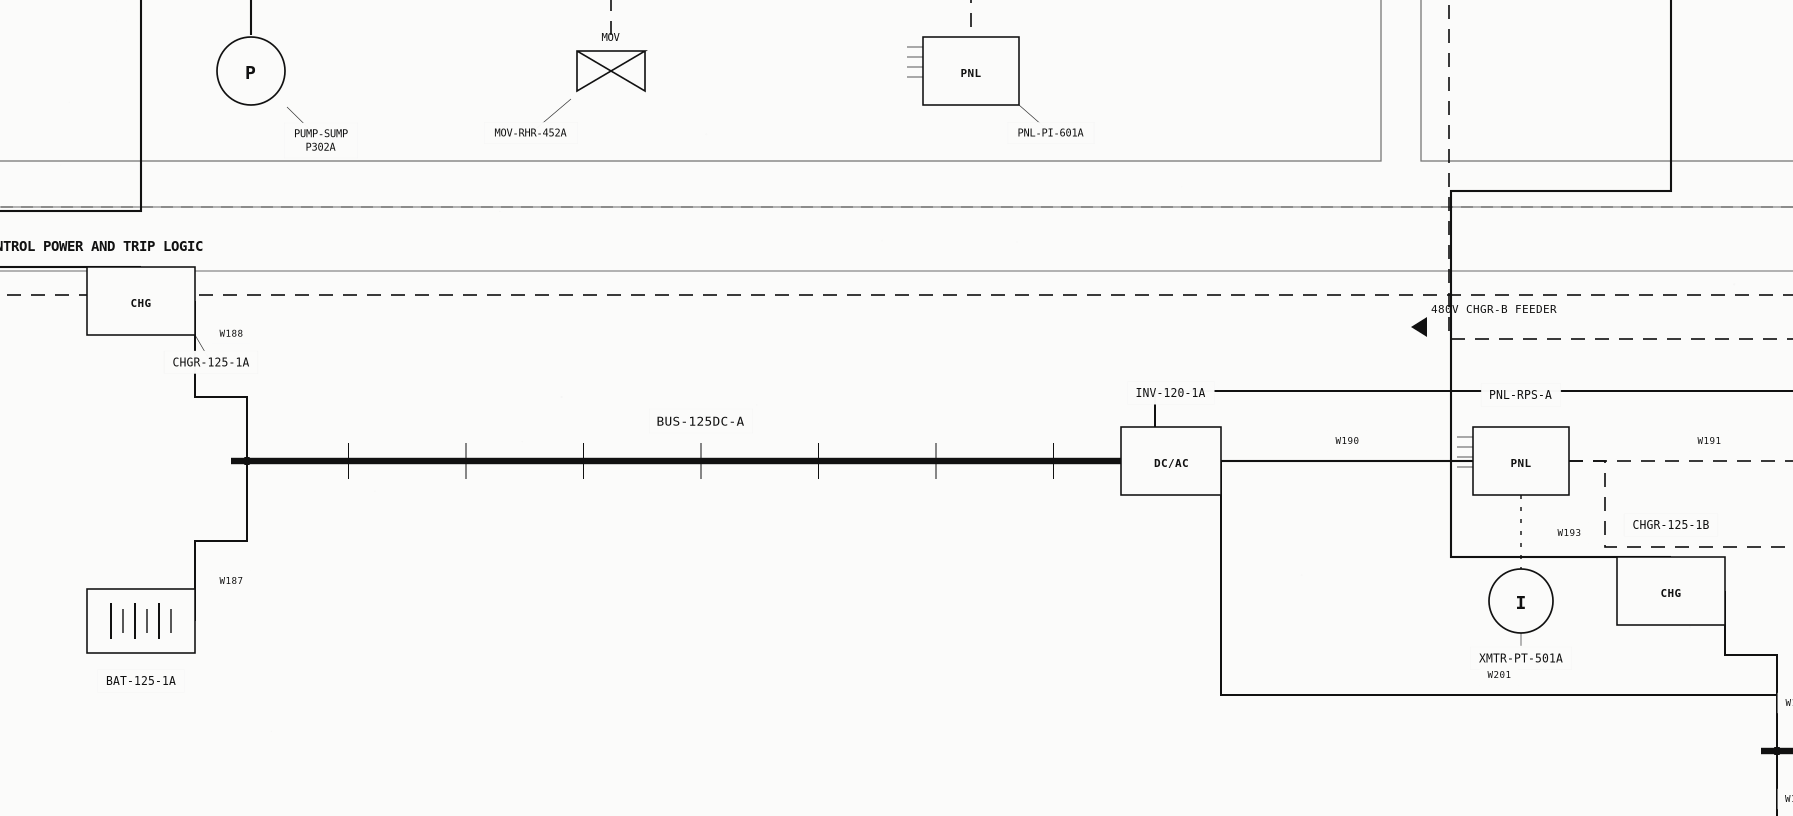 MOV
P
PNL
PUMP-SUMP
P302A
MOV-RHR-452A
PNL-PI-601A
NTROL POWER AND TRIP LOGIC
CHG
480V CHGR-B FEEDER
W188
CHGR-125-1A
INV-120-1A
PNL-RPS-A
BUS-125DC-A
W190
W191
DC/AC
PNL
CHGR-125-1B
W193
W187
CHG
I
XMTR-PT-501A
W201
BAT-125-1A